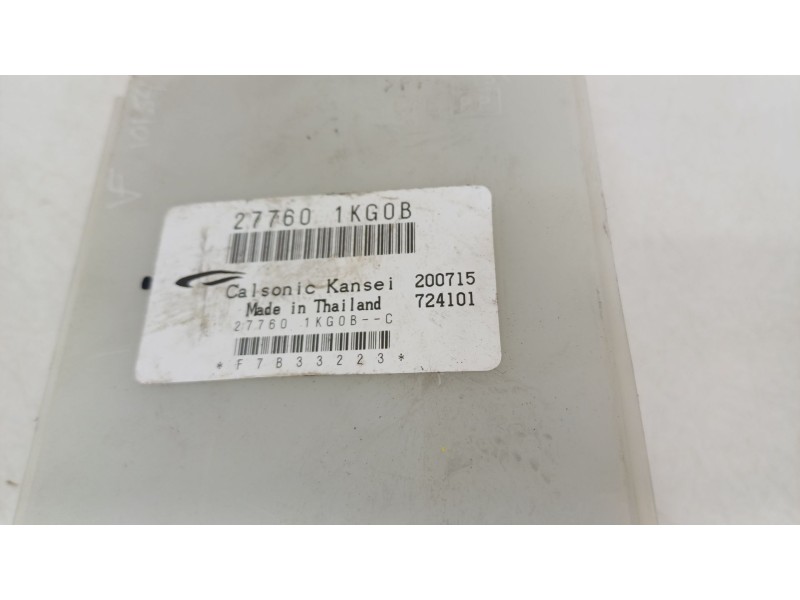 27760 1KG0B
Calsonic Kansei 200715
Made in Thailand 724101
27760 1KG0B--C
*F7B33223*